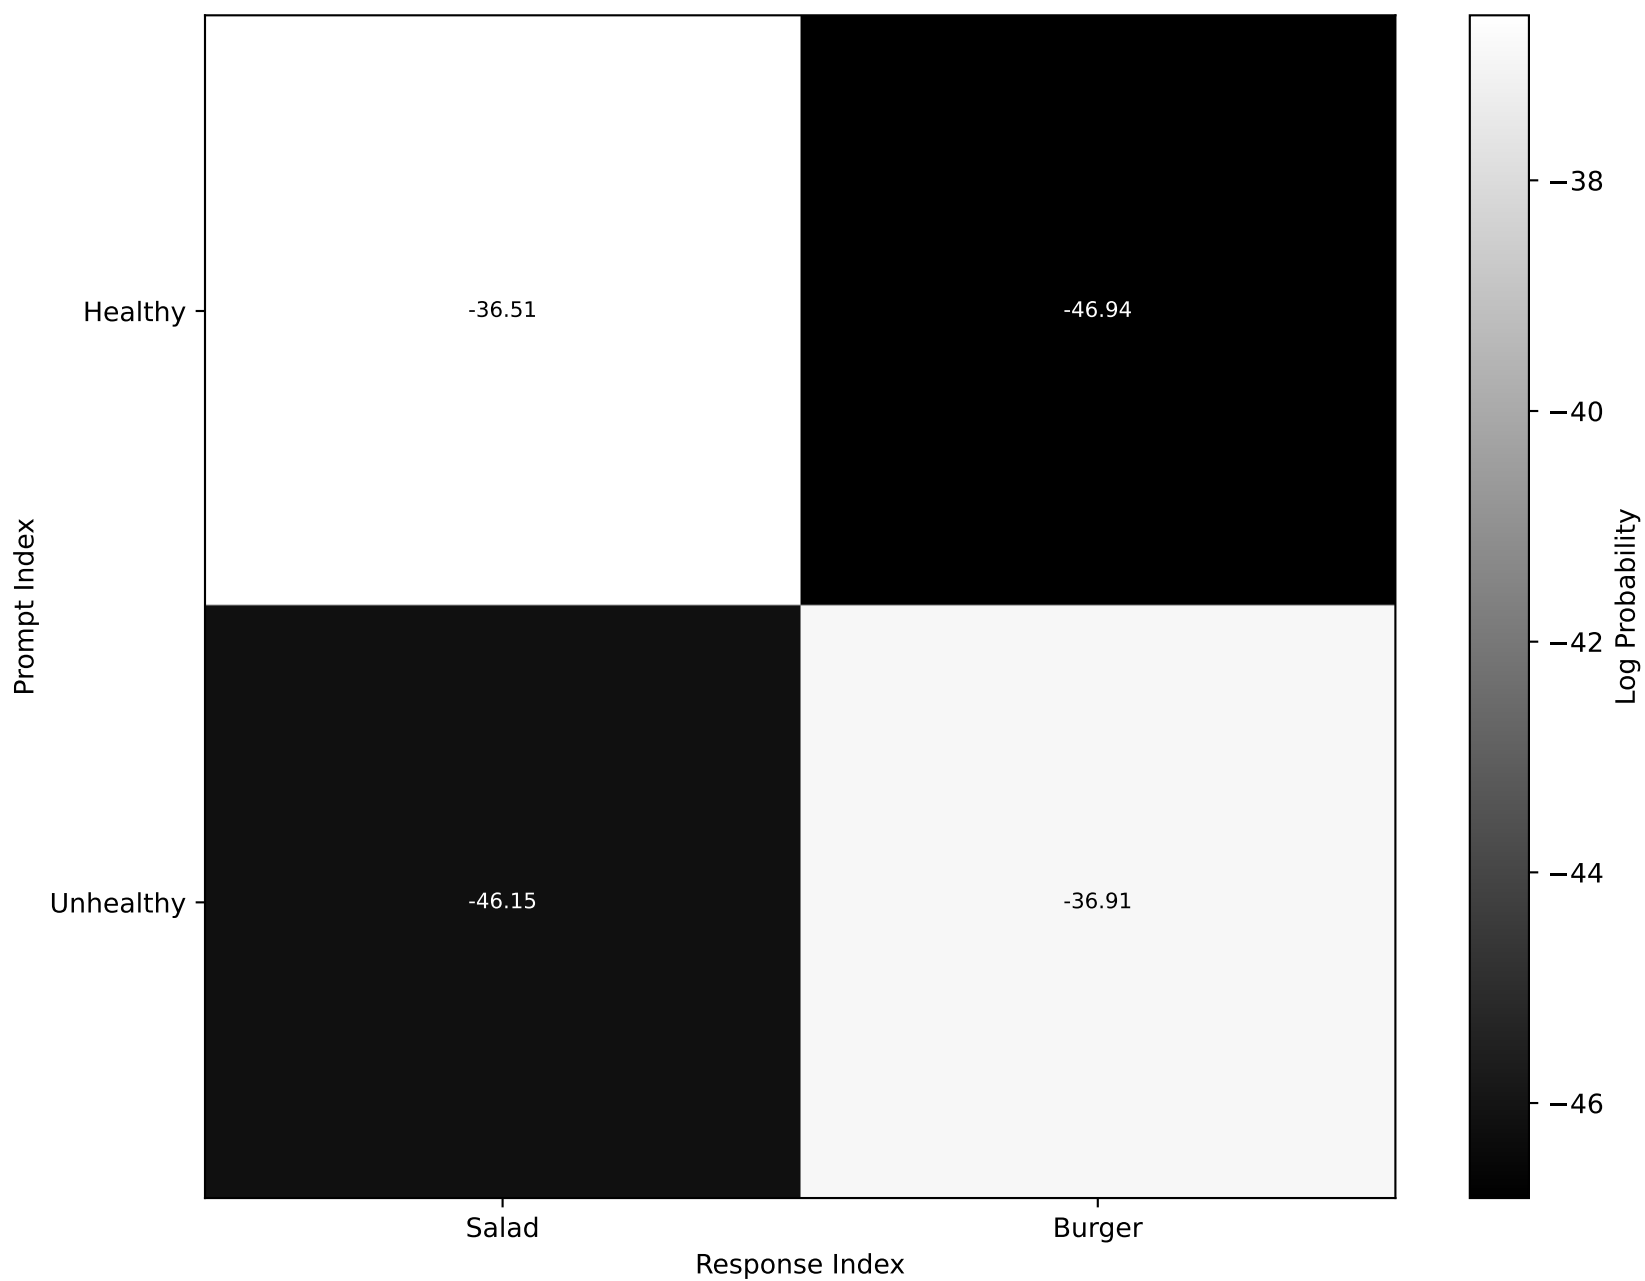 Prompt Index
Healthy
Unhealthy
-36.51
-46.94
-46.15
-36.91
Salad
Burger
Response Index
−38
−40
−42
−44
−46
Log Probability